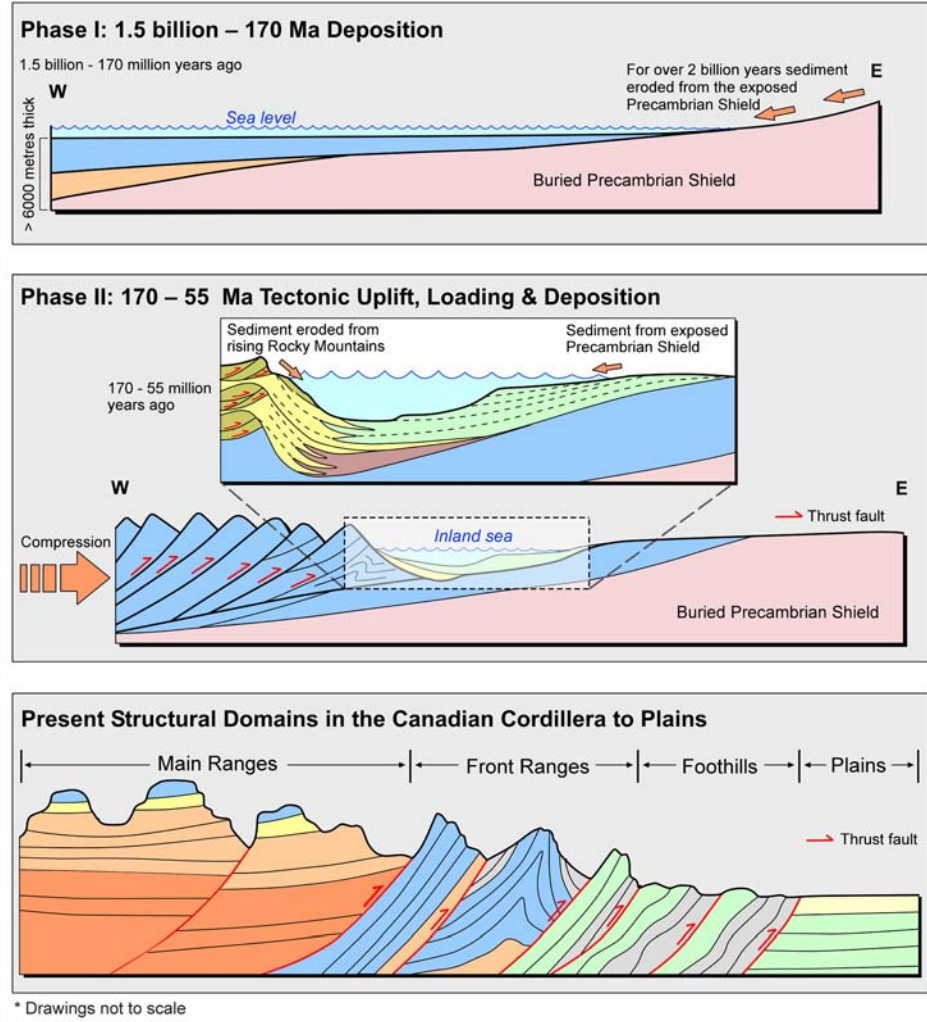 Phase I: 1.5 billion – 170 Ma Deposition
1.5 billion - 170 million years ago
W
For over 2 billion years sediment
eroded from the exposed
Precambrian Shield
E
Sea level
> 6000 metres thick
Buried Precambrian Shield
Phase II: 170 – 55 Ma Tectonic Uplift, Loading & Deposition
Sediment eroded from
rising Rocky Mountains
Sediment from exposed
Precambrian Shield
170 - 55 million
years ago
W
E
Thrust fault
Compression
Inland sea
Buried Precambrian Shield
Present Structural Domains in the Canadian Cordillera to Plains
Main Ranges
Front Ranges
Foothills
Plains
Thrust fault
* Drawings not to scale